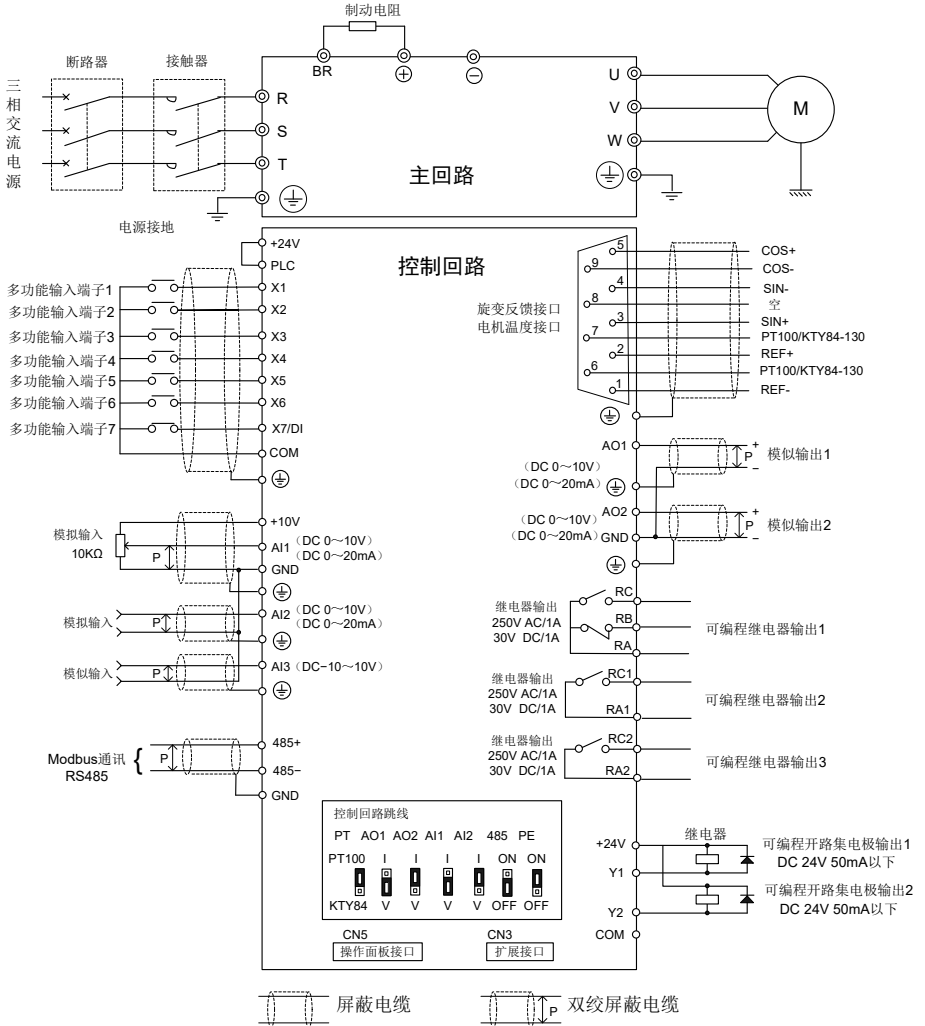 制动电阻
断路器
接触器
BR
三相交流电源
R
S
T
U
V
W
M
主回路
电源接地
+24V
PLC
控制回路
多功能输入端子1
X1
多功能输入端子2
X2
多功能输入端子3
X3
多功能输入端子4
X4
多功能输入端子5
X5
多功能输入端子6
X6
多功能输入端子7
X7/DI
COM
旋变反馈接口
电机温度接口
5
COS+
9
COS-
4
SIN-
8
空
3
SIN+
7
PT100/KTY84-130
2
REF+
6
PT100/KTY84-130
1
REF-
AO1
(DC 0~10V)
(DC 0~20mA)
+
P
−
模似输出1
AO2
(DC 0~10V)
(DC 0~20mA)
GND
+
P
−
模似输出2
模拟输入
10KΩ
P
+10V
AI1
(DC 0~10V)
(DC 0~20mA)
GND
模拟输入
P
AI2
(DC 0~10V)
(DC 0~20mA)
模拟输入
P
AI3
(DC−10~10V)
继电器输出
250V AC/1A
30V DC/1A
RC
RB
RA
可编程继电器输出1
继电器输出
250V AC/1A
30V DC/1A
RC1
RA1
可编程继电器输出2
继电器输出
250V AC/1A
30V DC/1A
RC2
RA2
可编程继电器输出3
Modbus通讯
RS485
P
485+
485−
GND
控制回路跳线
PT AO1 AO2 AI1 AI2 485 PE
PT100 I I I I ON ON
KTY84 V V V V OFF OFF
CN5
操作面板接口
CN3
扩展接口
+24V
Y1
Y2
COM
继电器
可编程开路集电极输出1
DC 24V 50mA以下
可编程开路集电极输出2
DC 24V 50mA以下
屏蔽电缆
P
双绞屏蔽电缆